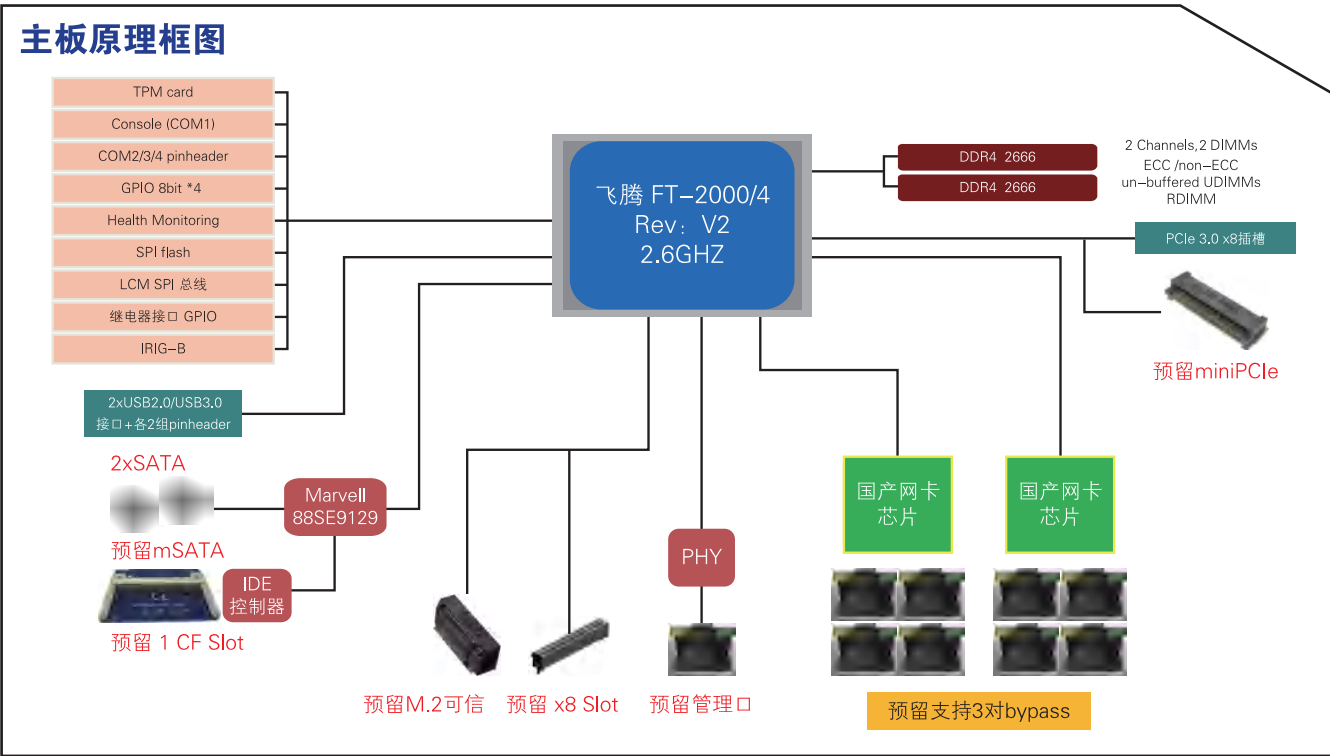 主板原理框图
TPM card
Console (COM1)
COM2/3/4 pinheader
GPIO 8bit *4
Health Monitoring
SPI flash
LCM SPI 总线
继电器接口 GPIO
IRIG-B
2xUSB2.0/USB3.0
接口+各2组pinheader
2xSATA
预留mSATA
Marvell
88SE9129
IDE
控制器
预留 1 CF Slot
飞腾 FT-2000/4
Rev: V2
2.6GHZ
DDR4 2666
DDR4 2666
2 Channels,2 DIMMs
ECC /non-ECC
un-buffered UDIMMs
RDIMM
PCIe 3.0 x8插槽
预留miniPCIe
国产网卡
芯片
国产网卡
芯片
PHY
预留M.2可信
预留 x8 Slot
预留管理口
预留支持3对bypass